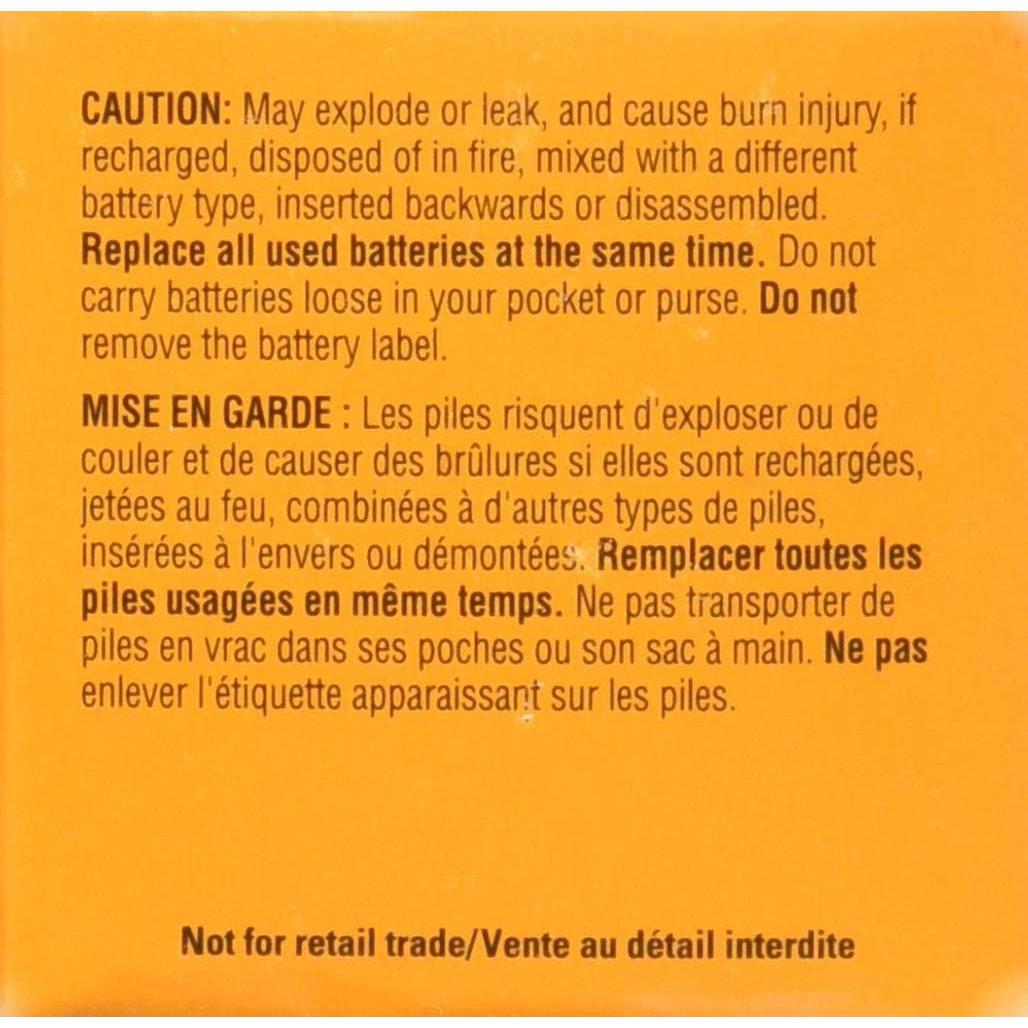 CAUTION: May explode or leak, and cause burn injury, if
recharged, disposed of in fire, mixed with a different
battery type, inserted backwards or disassembled.
Replace all used batteries at the same time. Do not
carry batteries loose in your pocket or purse. Do not
remove the battery label.
MISE EN GARDE : Les piles risquent d'exploser ou de
couler et de causer des brûlures si elles sont rechargées,
jetées au feu, combinées à d'autres types de piles,
insérées à l'envers ou démontées. Remplacer toutes les
piles usagées en même temps. Ne pas transporter de
piles en vrac dans ses poches ou son sac à main. Ne pas
enlever l'étiquette apparaissant sur les piles.
Not for retail trade/Vente au détail interdite